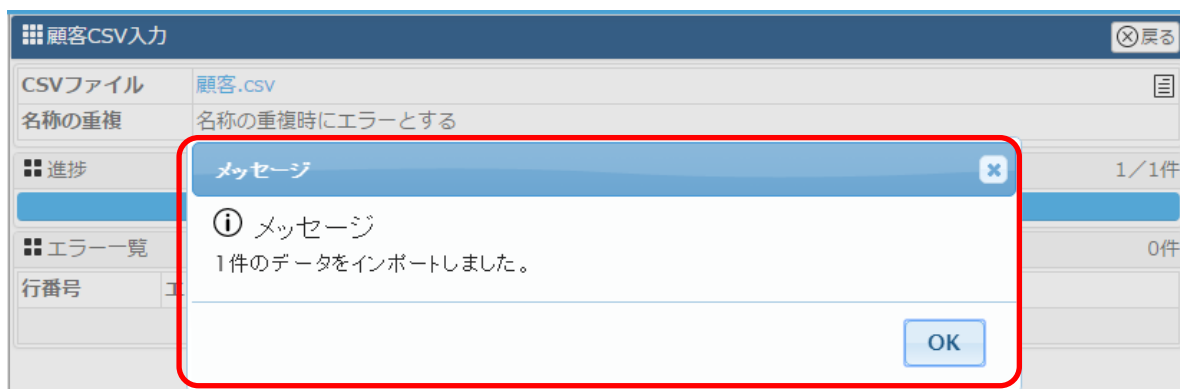 顧客CSV入力 戻る
CSVファイル 顧客.csv
名称の重複 名称の重複時にエラーとする
進捗 1／1件
メッセージ
メッセージ
1件のデータをインポートしました。
エラー一覧 0件
行番号 エ
OK